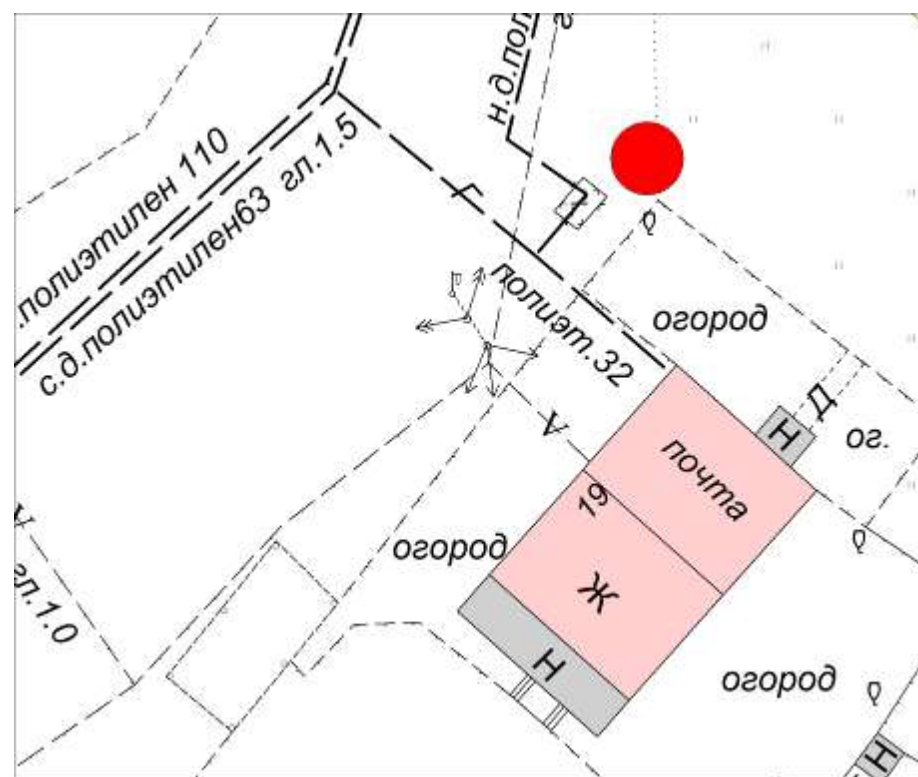 н.д.пол
г
.полиэтилен 110
с.д.полиэтилен63 гл.1.5
полиэт.32
огород
Д
Н
ог.
почта
V
19
огород
Ж
Н
V
гл.1.0
огород
Н